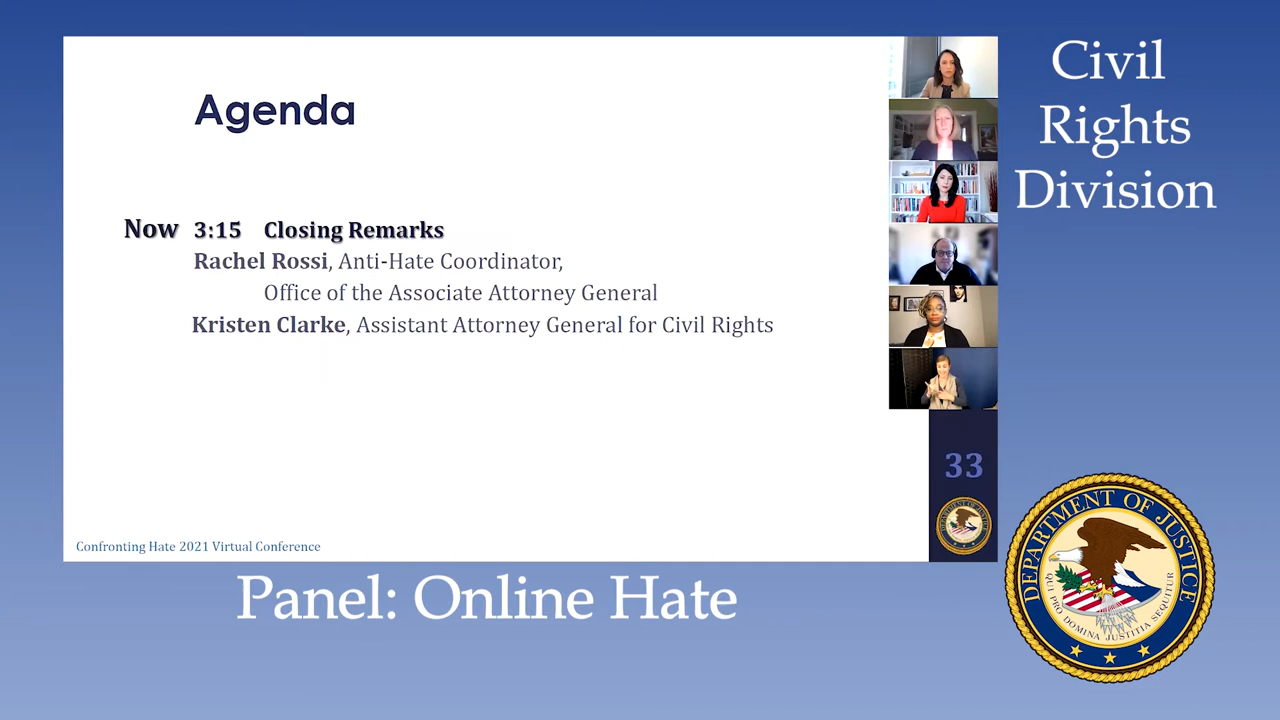 Agenda
Now 3:15 Closing Remarks
Rachel Rossi, Anti-Hate Coordinator,
Office of the Associate Attorney General
Kristen Clarke, Assistant Attorney General for Civil Rights
33
Confronting Hate 2021 Virtual Conference
Civil
Rights
Division
Panel: Online Hate
DEPARTMENT OF JUSTICE
QUI PRO DOMINA JUSTITIA SEQUITUR